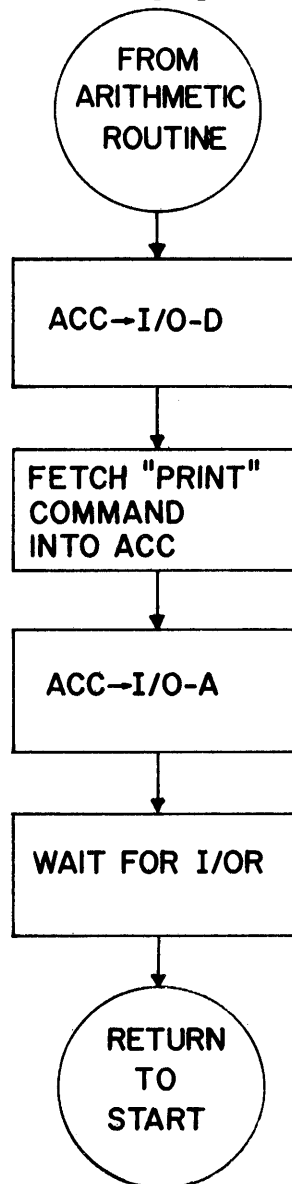 FROM
ARITHMETIC
ROUTINE
ACC→I/O-D
FETCH "PRINT"
COMMAND
INTO ACC
ACC→I/O-A
WAIT FOR I/OR
RETURN
TO
START